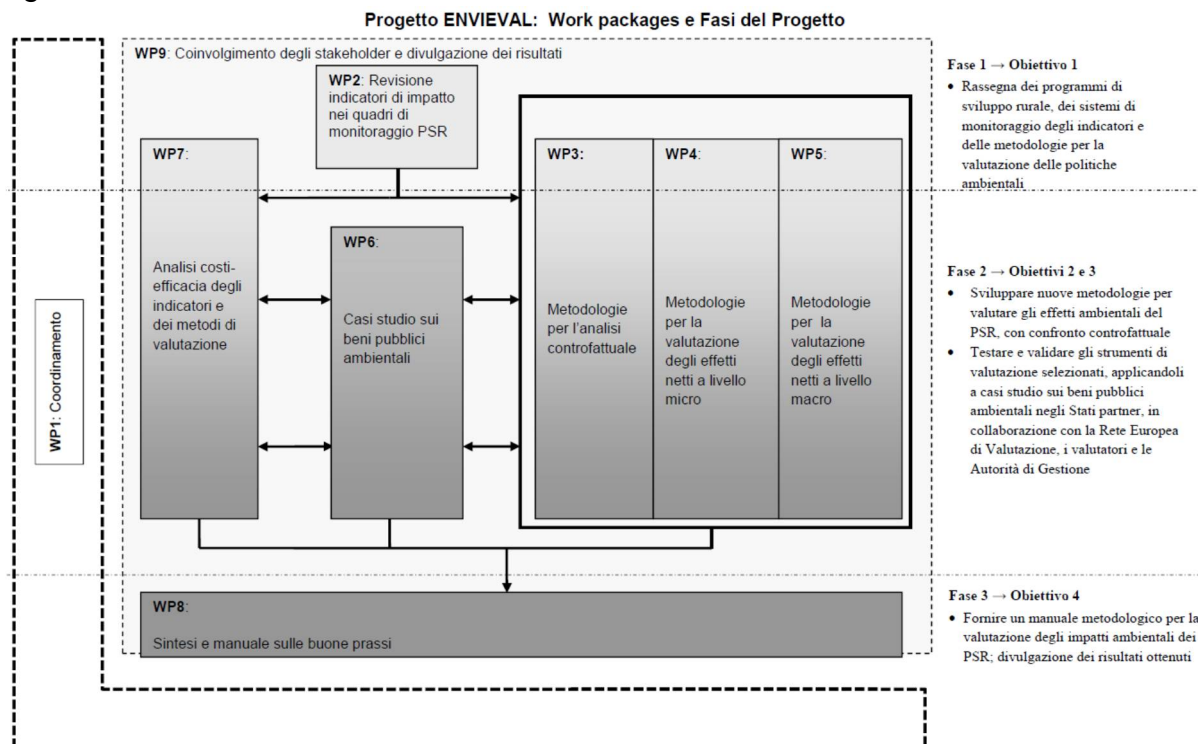 Progetto ENVIEVAL: Work packages e Fasi del Progetto
WP9: Coinvolgimento degli stakeholder e divulgazione dei risultati
WP2: Revisione
indicatori di impatto
nei quadri di
monitoraggio PSR
WP7:
Analisi costi-
efficacia degli
indicatori e
dei metodi di
valutazione
WP6:
Casi studio sui
beni pubblici
ambientali
WP3:
Metodologie
per l'analisi
controfattuale
WP4:
Metodologie
per la
valutazione
degli effetti
netti a livello
micro
WP5:
Metodologie
per la
valutazione
degli effetti
netti a livello
macro
WP1: Coordinamento
WP8:
Sintesi e manuale sulle buone prassi
Fase 1 → Obiettivo 1
• Rassegna dei programmi di
sviluppo rurale, dei sistemi di
monitoraggio degli indicatori e
delle metodologie per la
valutazione delle politiche
ambientali
Fase 2 → Obiettivi 2 e 3
• Sviluppare nuove metodologie per
valutare gli effetti ambientali del
PSR, con confronto controfattuale
• Testare e validare gli strumenti di
valutazione selezionati, applicandoli
a casi studio sui beni pubblici
ambientali negli Stati partner, in
collaborazione con la Rete Europea
di Valutazione, i valutatori e le
Autorità di Gestione
Fase 3 → Obiettivo 4
• Fornire un manuale metodologico per la
valutazione degli impatti ambientali dei
PSR; divulgazione dei risultati ottenuti